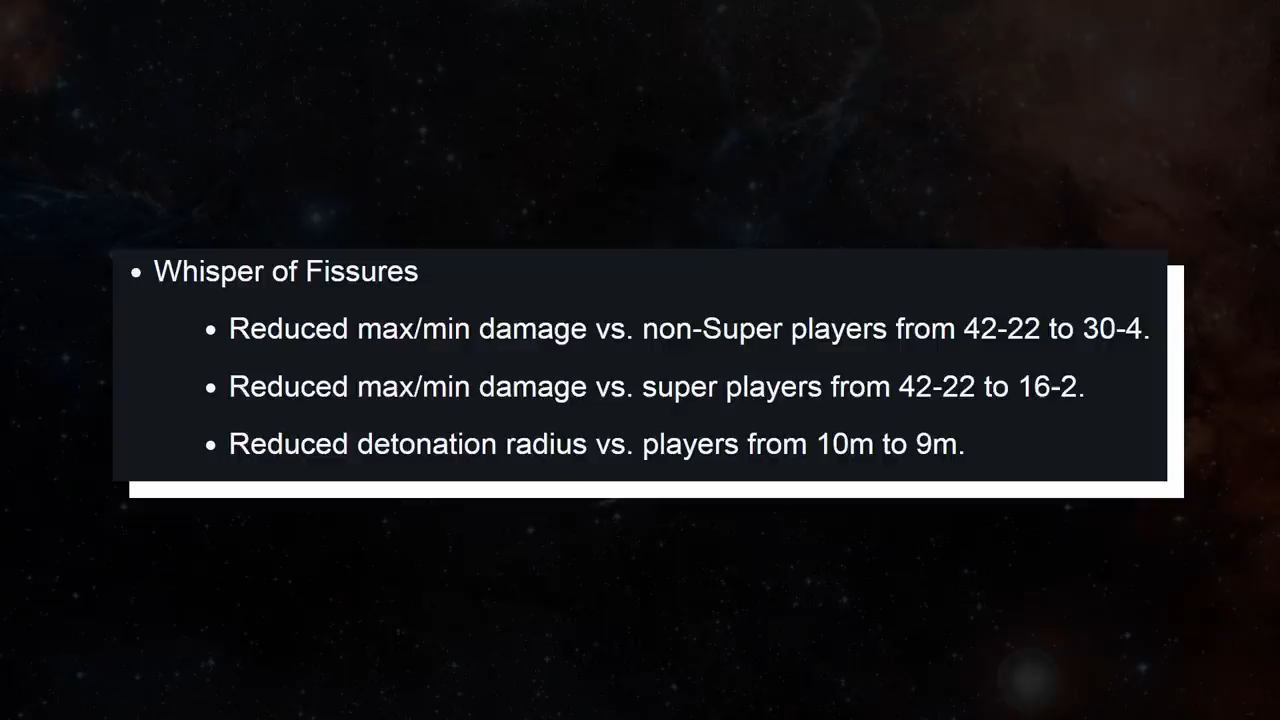 • Whisper of Fissures
• Reduced max/min damage vs. non-Super players from 42-22 to 30-4.
• Reduced max/min damage vs. super players from 42-22 to 16-2.
• Reduced detonation radius vs. players from 10m to 9m.